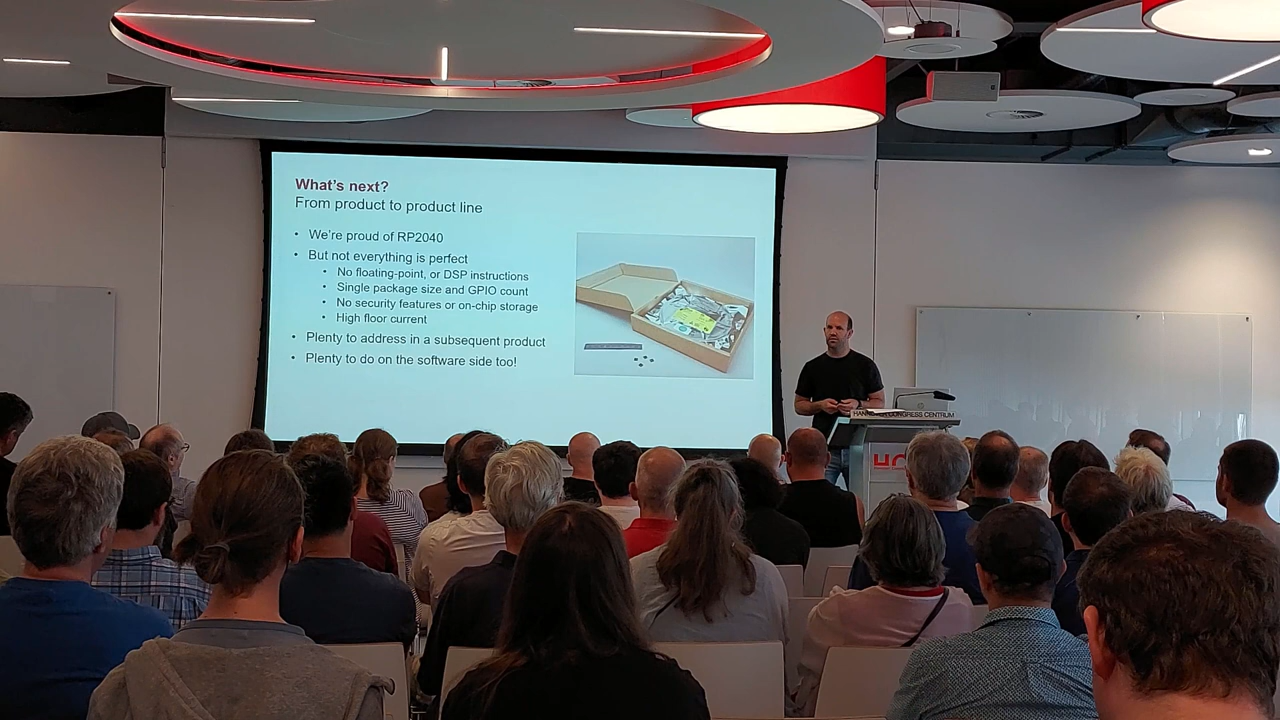 What's next?
From product to product line
• We're proud of RP2040
• But not everything is perfect
• No floating-point, or DSP instructions
• Single package size and GPIO count
• No security features or on-chip storage
• High floor current
• Plenty to address in a subsequent product
• Plenty to do on the software side too!
CONGRESS CENTRUM